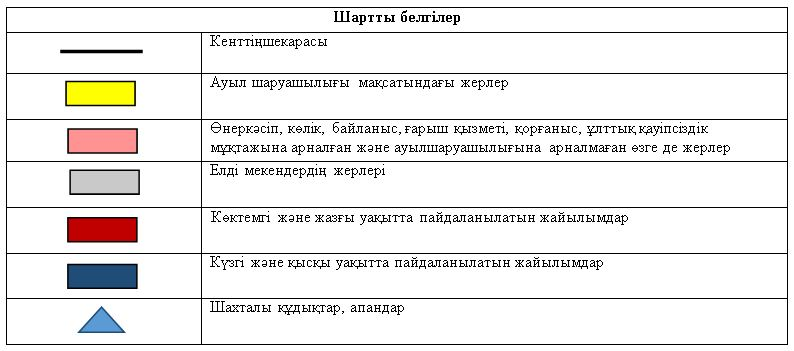 Шартты белгілер
Кенттіңшекарасы
Ауыл шаруашылығы мақсатындағы жерлер
Өнеркәсіп, көлік, байланыс, ғарыш қызметі, қорғаныс, ұлттық қауіпсіздік
мұқтажына арналған және ауылшаруашылығына арналмаған өзге де жерлер
Елді мекендердің жерлері
Көктемгі және жазғы уақытта пайдаланылатын жайылымдар
Күзгі және қысқы уақытта пайдаланылатын жайылымдар
Шахталы құдықтар, апандар